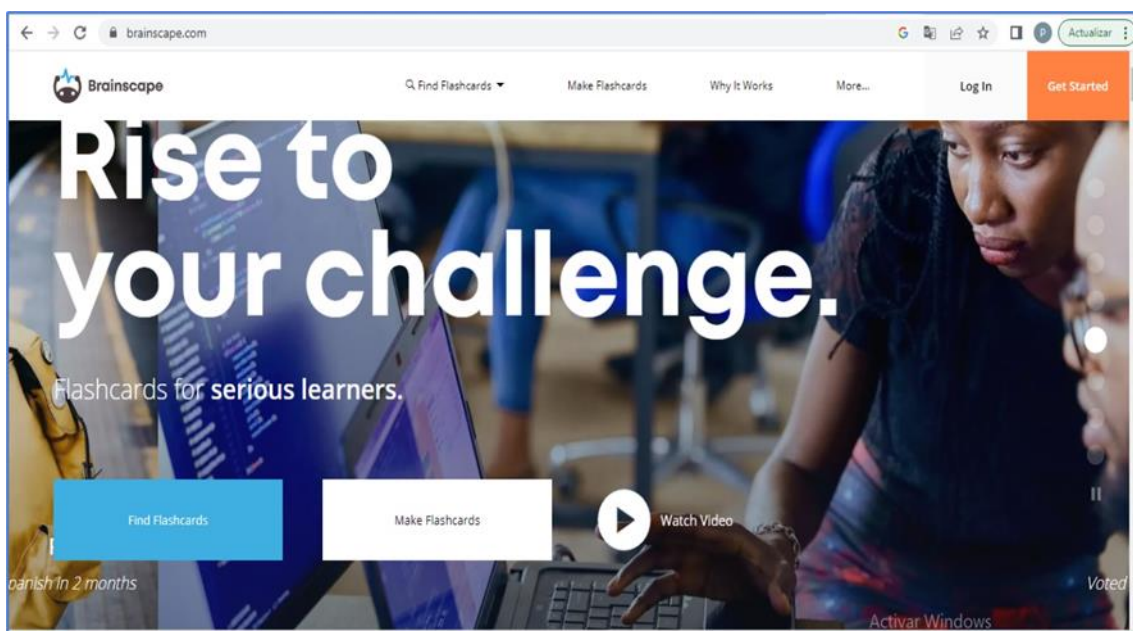 brainscape.com
Actualizar
Brainscape
Find Flashcards
Make Flashcards
Why It Works
More...
Log In
Get Started
Rise to
your challenge.
Flashcards for serious learners.
Find Flashcards
Make Flashcards
Watch Video
panish in 2 months
Voted
Activar Windows